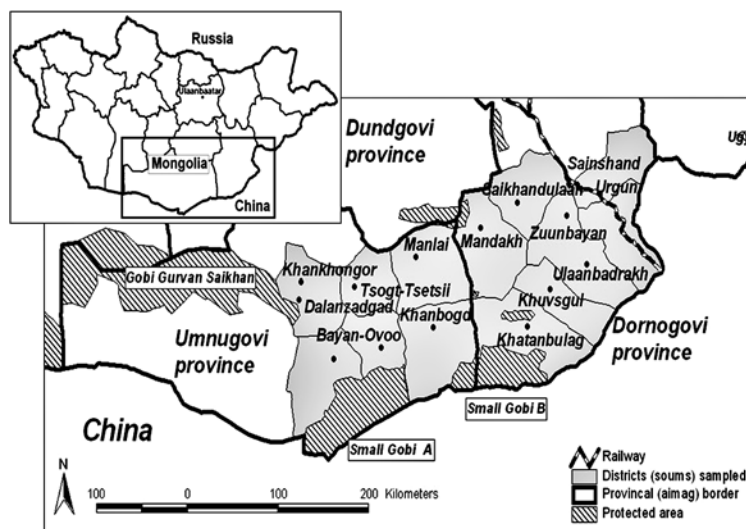 Russia
Ulaanbaatar
Mongolia
China
Dundgovi
province
Sainshand
Saikhandulaan
Urgun
Zuunbayan
Mandakh
Manlai
Gobi Gurvan Saikhan
Khankhongor
Tsogt-Tsetsii
Ulaanbadrakh
Dalanzadgad
Khuvsgul
Khanbogd
Umnugovi
province
Bayan-Ovoo
Khatanbulag
Dornogovi
province
China
Small Gobi A
Small Gobi B
N
100 0 100 200 Kilometers
Railway
Districts (soums) sampled
Provincal (aimag) border
Protected area